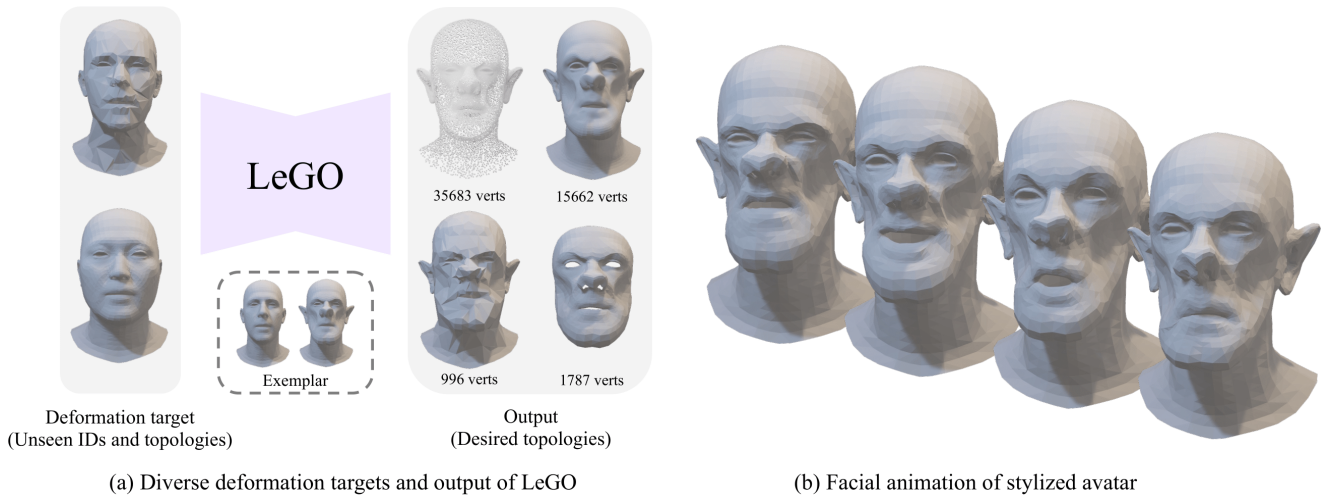 LeGO
Exemplar
35683 verts
15662 verts
996 verts
1787 verts
Deformation target
(Unseen IDs and topologies)
Output
(Desired topologies)
(a) Diverse deformation targets and output of LeGO
(b) Facial animation of stylized avatar